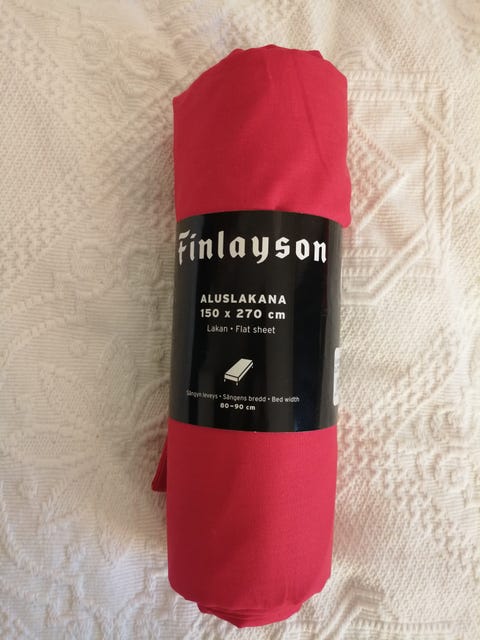 Finlayson
ALUSLAKANA
150 x 270 cm
Lakan • Flat sheet
Sängyn leveys • Sängens bredd • Bed width
80–90 cm